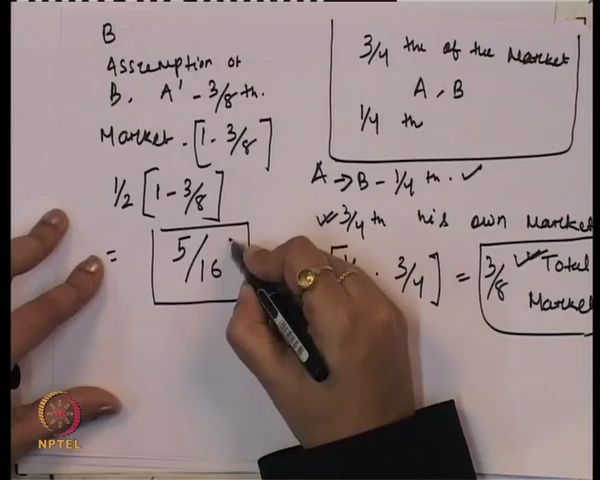 B
Assumption of
B. A' - 3/8 th.
Market - [1 - 3/8]
1/2 [1 - 3/8]
= 5/16
3/4 th of the Market
A, B
1/4 th
A → B - 1/4 th. ✓
✓ 3/4 th his own Market
· 3/4] = 3/8 ✓ Total
Market
NPTEL